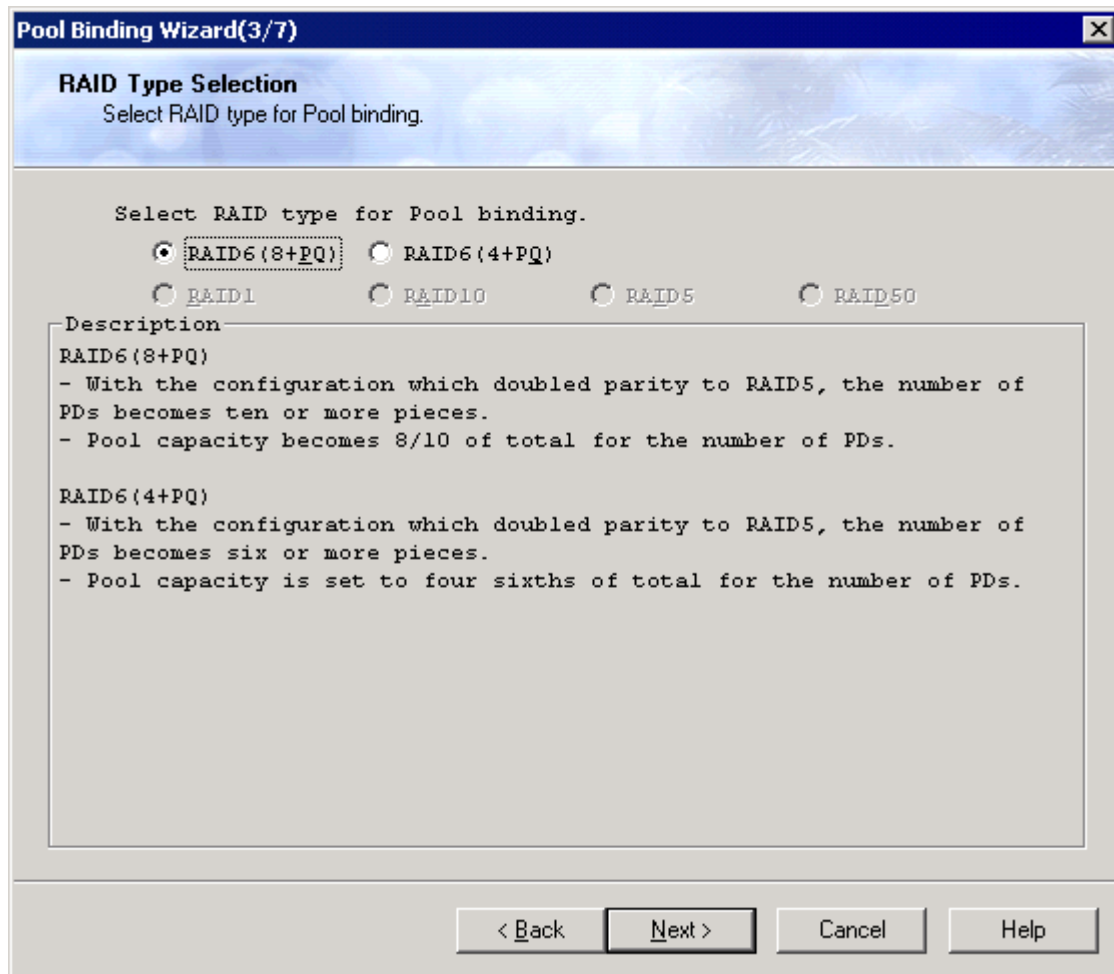 Pool Binding Wizard(3/7)
RAID Type Selection
Select RAID type for Pool binding.
Select RAID type for Pool binding.
RAID6(8+PQ) RAID6(4+PQ)
RAID1 RAID10 RAID5 RAID50
Description
RAID6(8+PQ)
- With the configuration which doubled parity to RAID5, the number of
PDs becomes ten or more pieces.
- Pool capacity becomes 8/10 of total for the number of PDs.
RAID6(4+PQ)
- With the configuration which doubled parity to RAID5, the number of
PDs becomes six or more pieces.
- Pool capacity is set to four sixths of total for the number of PDs.
< Back Next > Cancel Help